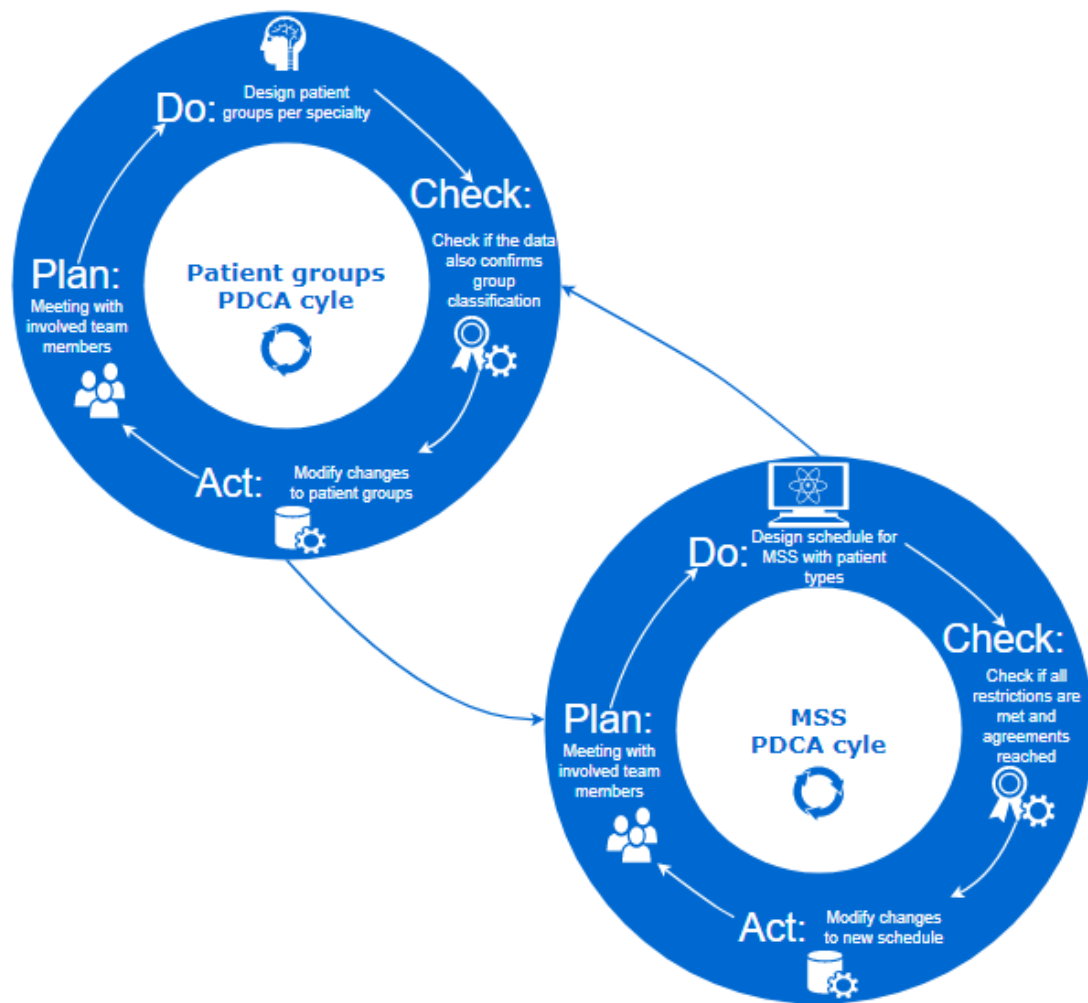 Do:
Design patient
groups per specialty
Check:
Check if the data
also confirms
group
classification
Plan:
Meeting with
involved team
members
Patient groups
PDCA cyle
Act:
Modify changes
to patient groups
Do:
Design schedule for
MSS with patient
types
Check:
Check if all
restrictions are
met and
agreements
reached
Plan:
Meeting with
involved team
members
MSS
PDCA cyle
Act:
Modify changes
to new schedule